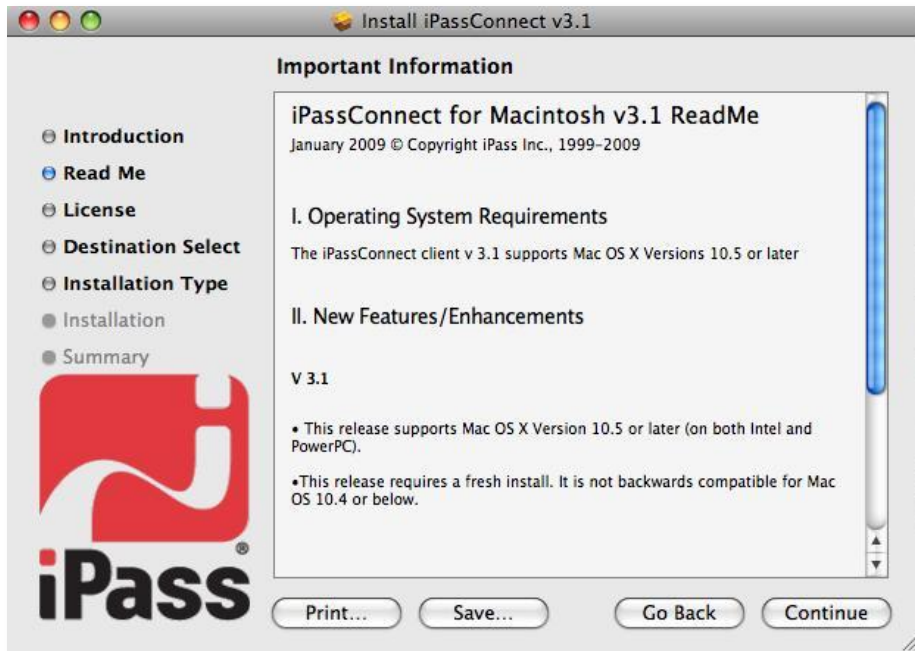 Install iPassConnect v3.1
Important Information
Introduction
Read Me
License
Destination Select
Installation Type
Installation
Summary
iPass®
iPassConnect for Macintosh v3.1 ReadMe
January 2009 © Copyright iPass Inc., 1999–2009
I. Operating System Requirements
The iPassConnect client v 3.1 supports Mac OS X Versions 10.5 or later
II. New Features/Enhancements
V 3.1
• This release supports Mac OS X Version 10.5 or later (on both Intel and
PowerPC).
•This release requires a fresh install. It is not backwards compatible for Mac
OS 10.4 or below.
Print...
Save...
Go Back
Continue